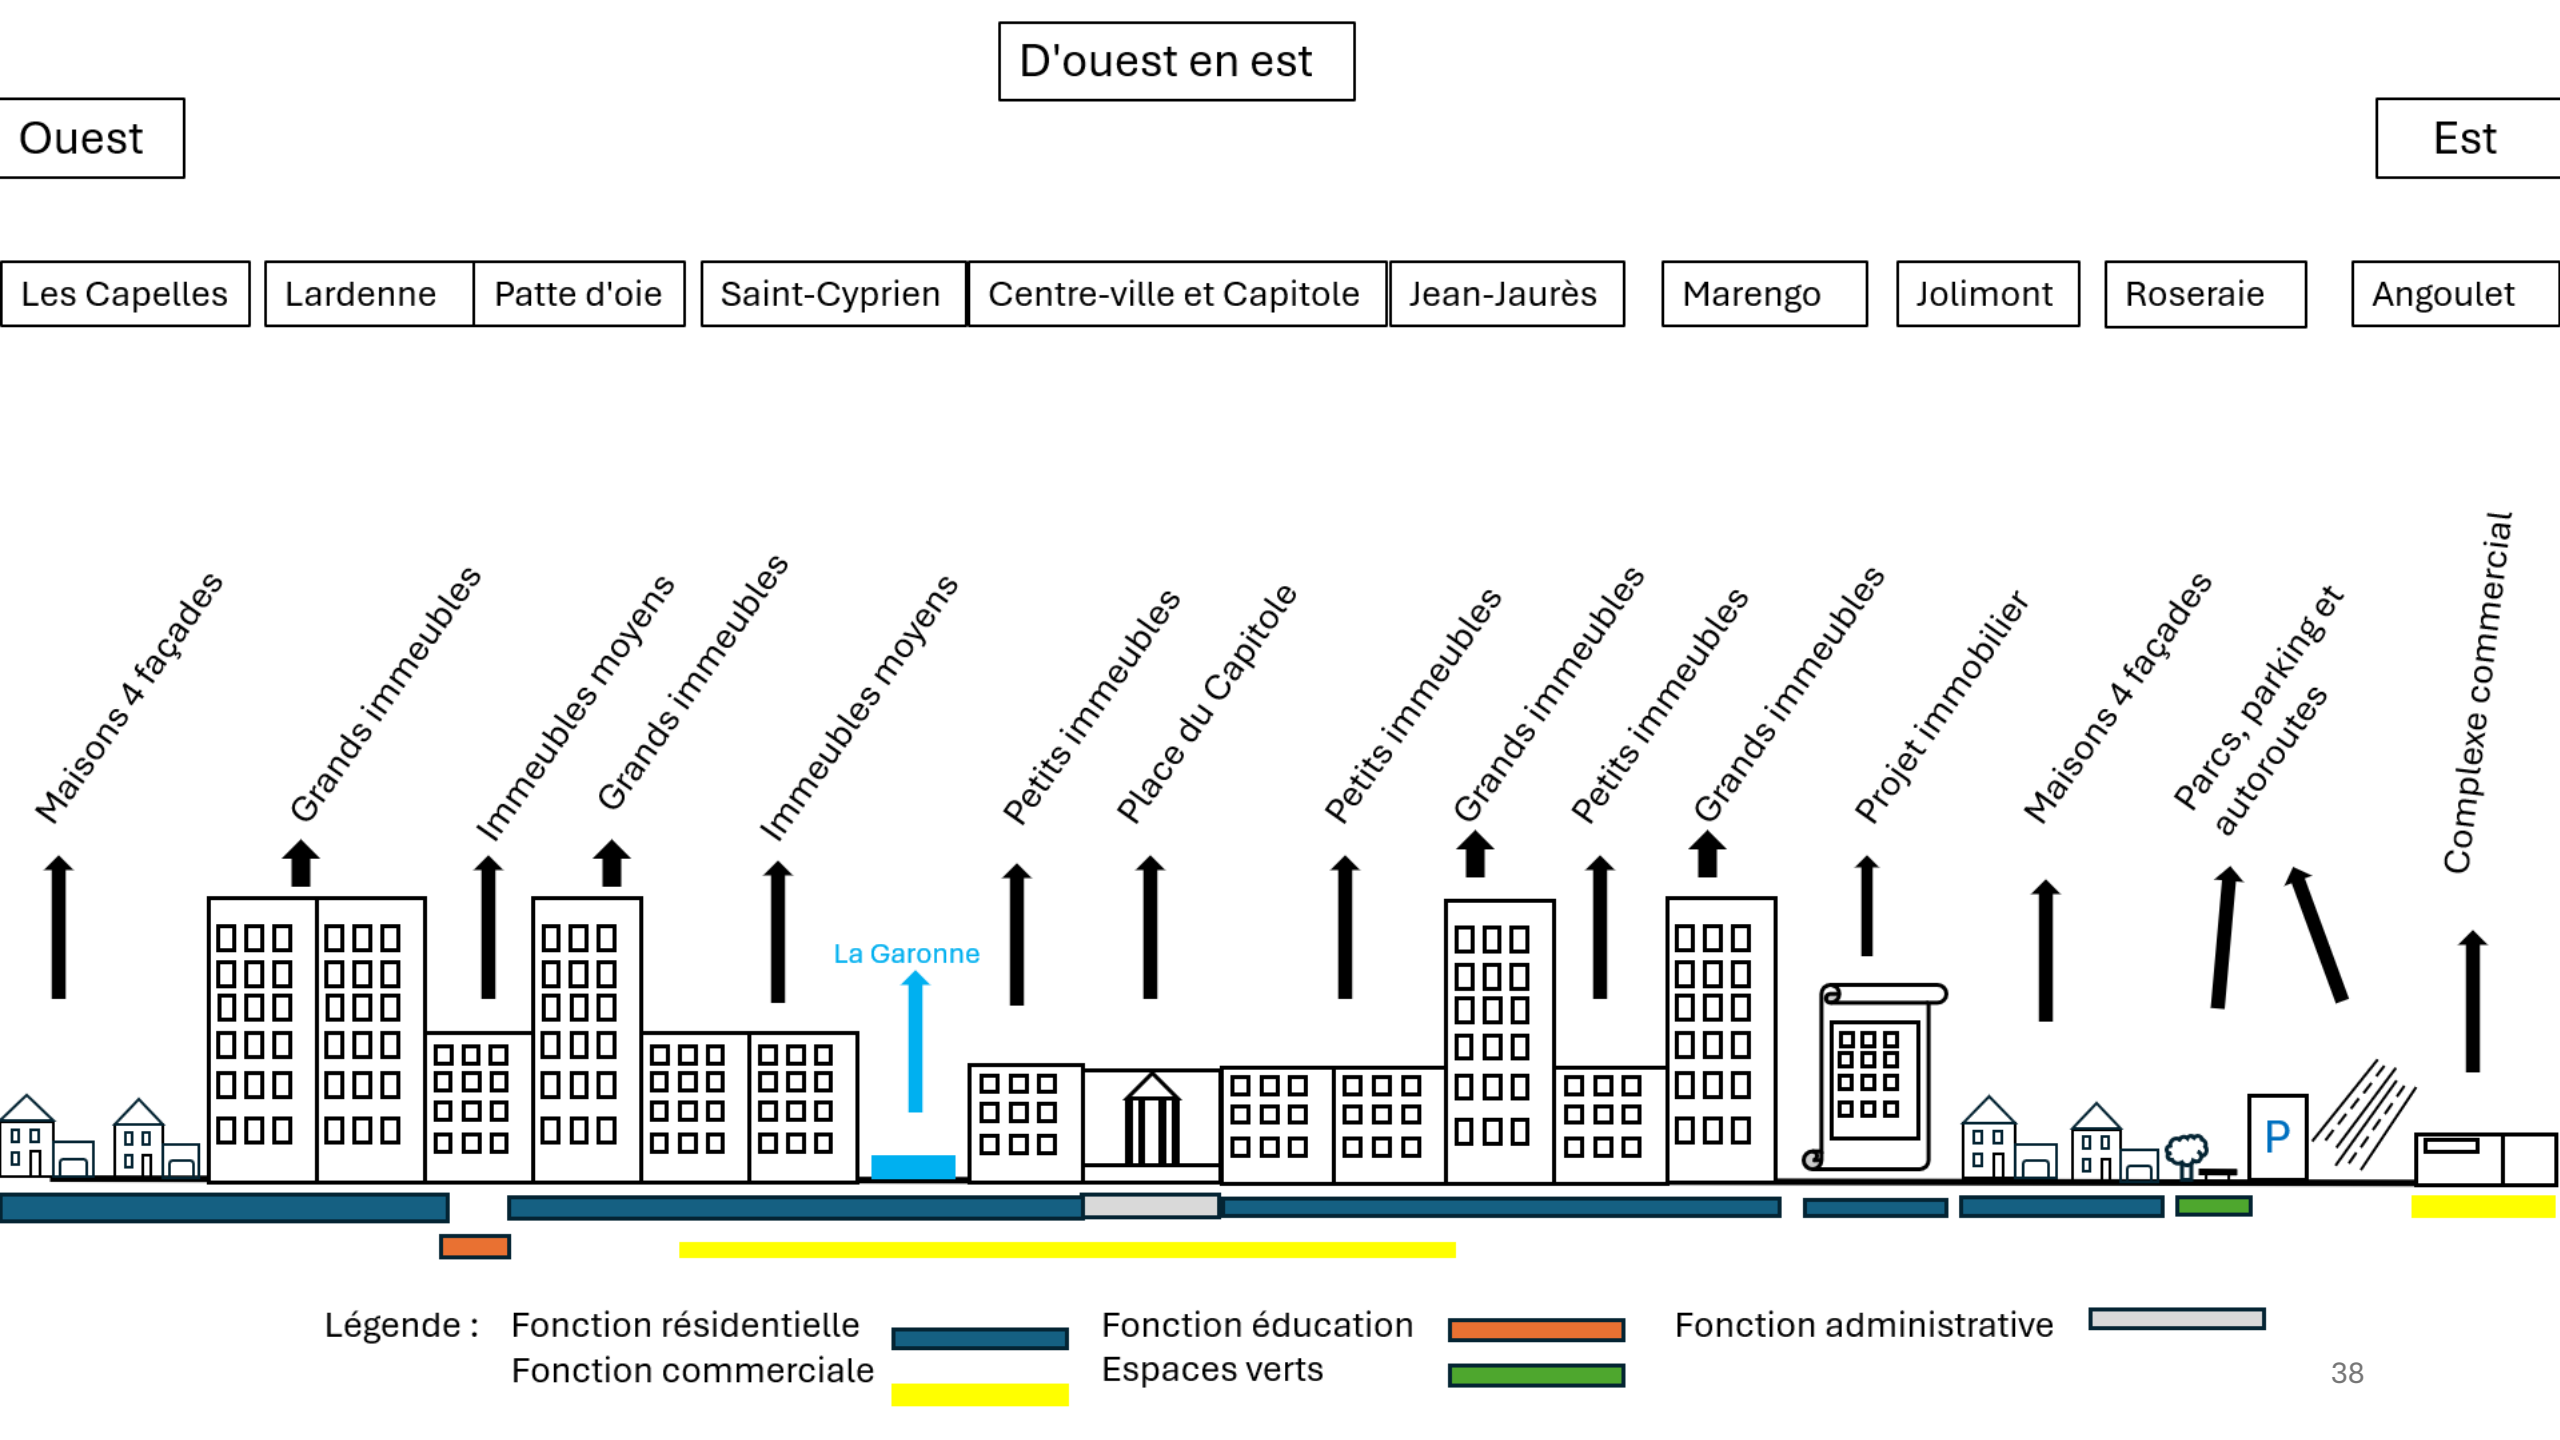 D'ouest en est
Ouest
Est
Les Capelles
Lardenne
Patte d'oie
Saint-Cyprien
Centre-ville et Capitole
Jean-Jaurès
Marengo
Jolimont
Roseraie
Angoulet
Maisons 4 façades
Grands immeubles
Immeubles moyens
Grands immeubles
Immeubles moyens
La Garonne
Petits immeubles
Place du Capitole
Petits immeubles
Grands immeubles
Petits immeubles
Grands immeubles
Projet immobilier
Maisons 4 façades
Parcs, parking et
autoroutes
Complexe commercial
P
Légende :
Fonction résidentielle
Fonction éducation
Fonction administrative
Fonction commerciale
Espaces verts
38